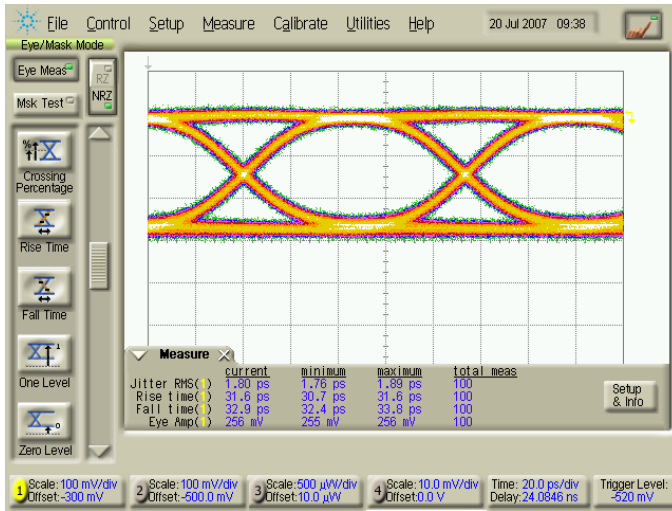 File Control Setup Measure Calibrate Utilities Help 20 Jul 2007 09:38
Eye/Mask Mode
Eye Meas
RZ
NRZ
Msk Test
Crossing
Percentage
Rise Time
Fall Time
One Level
Zero Level
Measure
current minimum maximum total meas
Jitter RMS(1) 1.80 ps 1.76 ps 1.89 ps 100
Rise time(1) 31.6 ps 30.7 ps 31.6 ps 100
Fall time(1) 32.9 ps 32.4 ps 33.8 ps 100
Eye Amp(1) 256 mV 255 mV 256 mV 100
Setup
& Info
1 Scale:100 mV/div
Offset:-300 mV
2 Scale:100 mV/div
Offset:-500.0 mV
3 Scale:500 µW/div
Offset:10.0 µW
4 Scale:10.0 mV/div
Offset:0.0 V
Time: 20.0 ps/div
Delay:24.0846 ns
Trigger Level:
-520 mV